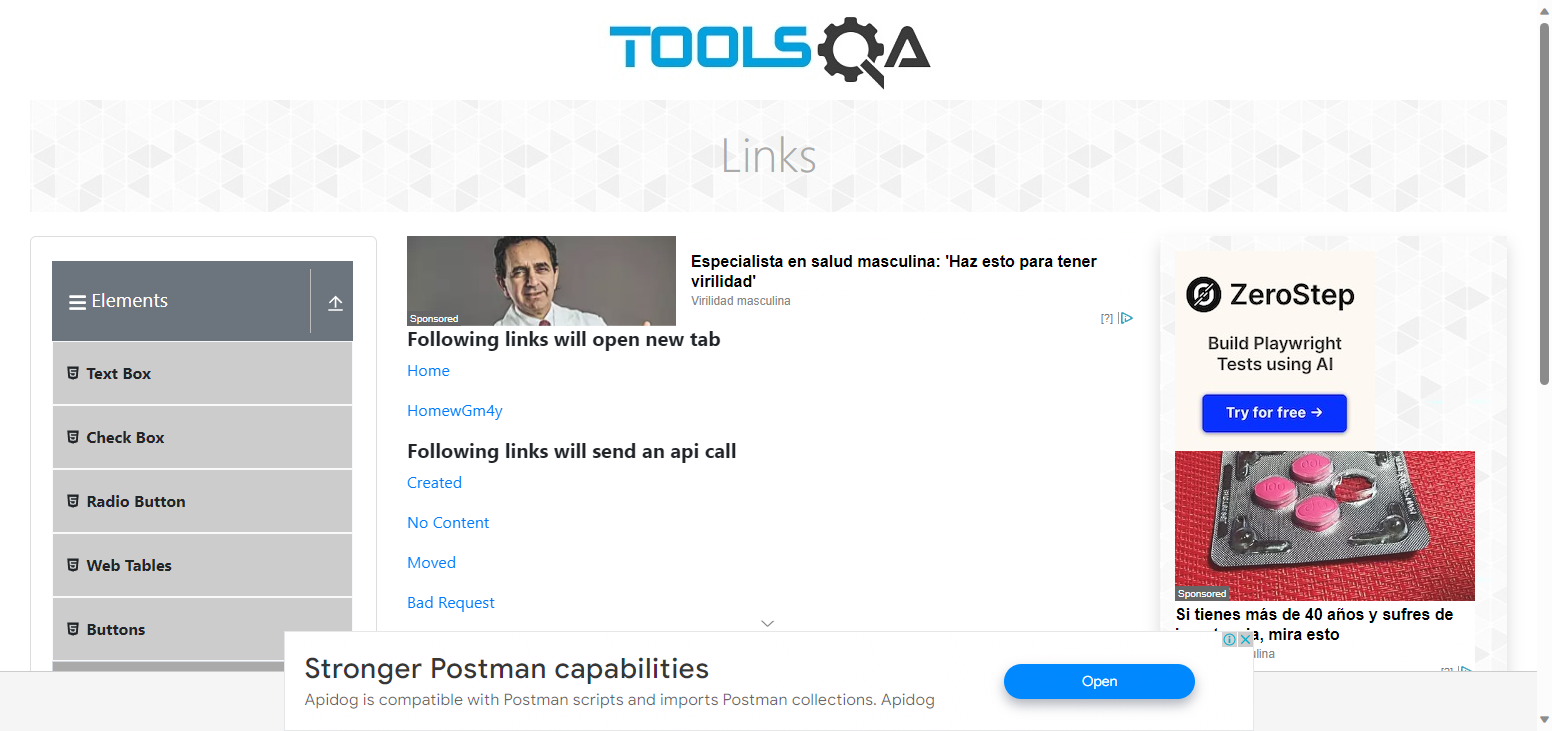 TOOLSQA
Links
Elements
Text Box
Check Box
Radio Button
Web Tables
Buttons
Sponsored
Especialista en salud masculina: 'Haz esto para tener
virilidad'
Virilidad masculina
[?]
Following links will open new tab
Home
HomewGm4y
Following links will send an api call
Created
No Content
Moved
Bad Request
ZeroStep
Build Playwright
Tests using AI
Try for free →
Sponsored
Si tienes más de 40 años y sufres de
mira esto
Stronger Postman capabilities
Apidog is compatible with Postman scripts and imports Postman collections. Apidog
Open